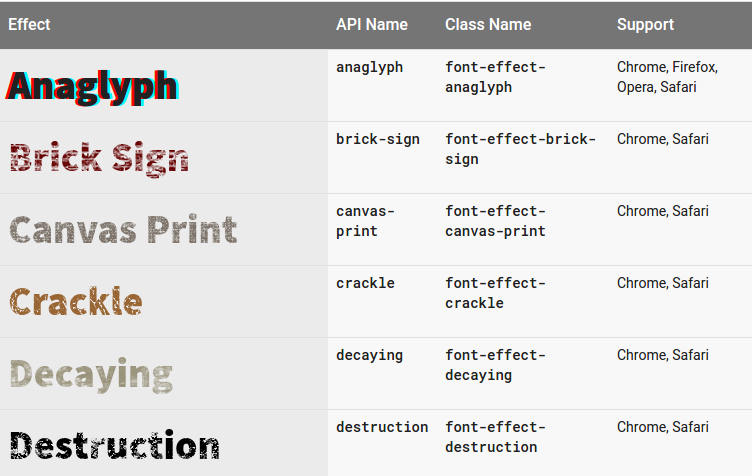 Effect API Name Class Name Support
Anaglyph anaglyph font-effect-anaglyph Chrome, Firefox, Opera, Safari
Brick Sign brick-sign font-effect-brick-sign Chrome, Safari
Canvas Print canvas-print font-effect-canvas-print Chrome, Safari
Crackle crackle font-effect-crackle Chrome, Safari
Decaying decaying font-effect-decaying Chrome, Safari
Destruction destruction font-effect-destruction Chrome, Safari